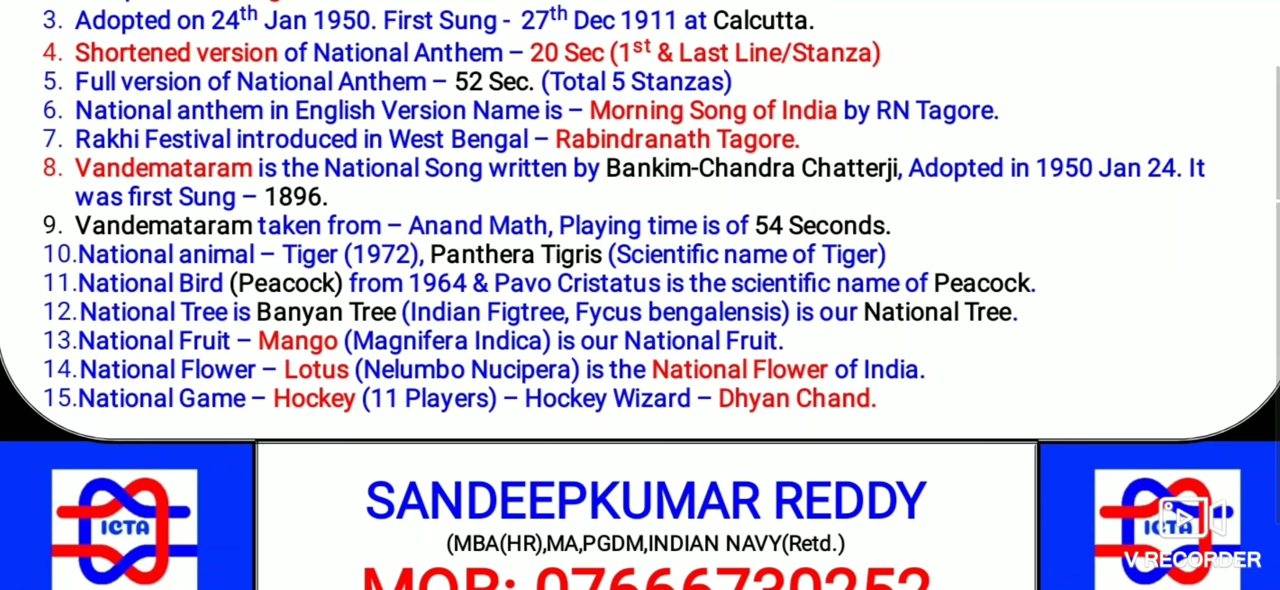 3. Adopted on 24th Jan 1950. First Sung - 27th Dec 1911 at Calcutta.
4. Shortened version of National Anthem – 20 Sec (1st & Last Line/Stanza)
5. Full version of National Anthem – 52 Sec. (Total 5 Stanzas)
6. National anthem in English Version Name is – Morning Song of India by RN Tagore.
7. Rakhi Festival introduced in West Bengal – Rabindranath Tagore.
8. Vandemataram is the National Song written by Bankim-Chandra Chatterji, Adopted in 1950 Jan 24. It
was first Sung – 1896.
9. Vandemataram taken from – Anand Math, Playing time is of 54 Seconds.
10.National animal – Tiger (1972), Panthera Tigris (Scientific name of Tiger)
11.National Bird (Peacock) from 1964 & Pavo Cristatus is the scientific name of Peacock.
12.National Tree is Banyan Tree (Indian Figtree, Fycus bengalensis) is our National Tree.
13.National Fruit – Mango (Magnifera Indica) is our National Fruit.
14.National Flower – Lotus (Nelumbo Nucipera) is the National Flower of India.
15.National Game – Hockey (11 Players) – Hockey Wizard – Dhyan Chand.
ICTA
SANDEEPKUMAR REDDY
ICTA
(MBA(HR),MA,PGDM,INDIAN NAVY(Retd.)
V RECORDER
MOB: 07666730252